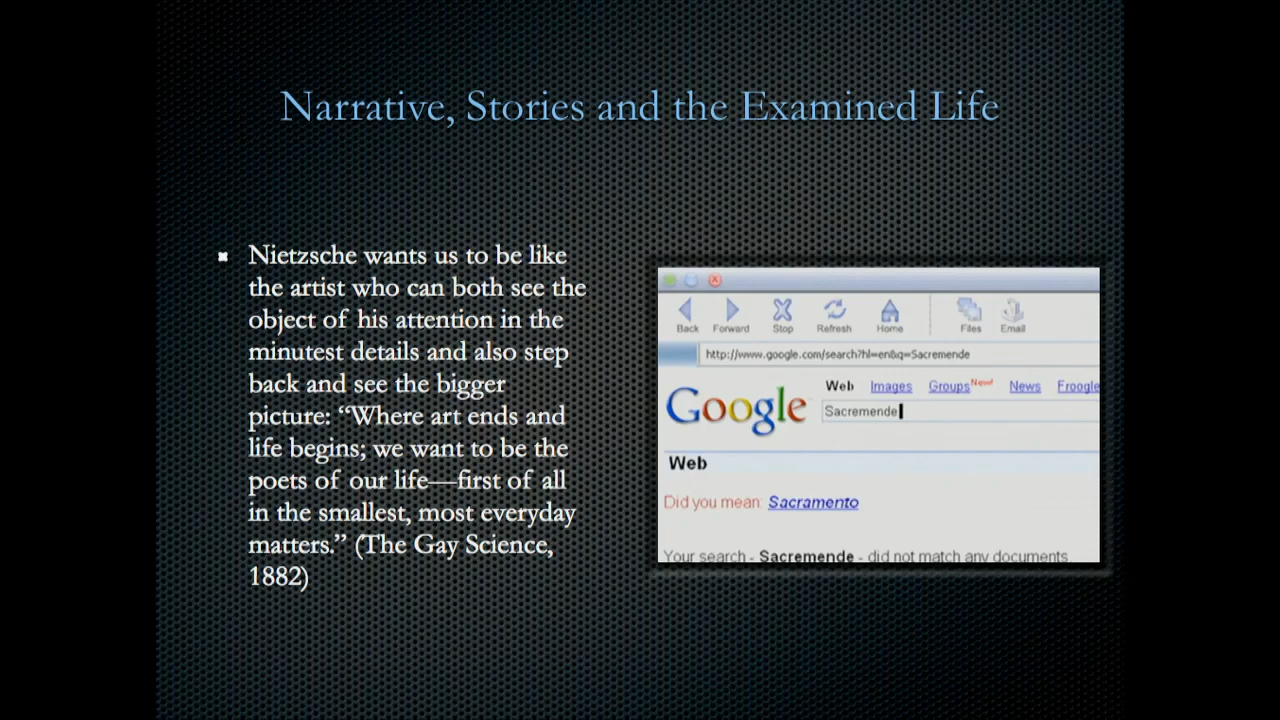 Narrative, Stories and the Examined Life
Nietzsche wants us to be like
the artist who can both see the
object of his attention in the
minutest details and also step
back and see the bigger
picture: “Where art ends and
life begins; we want to be the
poets of our life—first of all
in the smallest, most everyday
matters.” (The Gay Science,
1882)
Back Forward Stop Refresh Home Files Email
http://www.google.com/search?hl=en&q=Sacremende
Web Images Groups New! News Froogle
Google Sacremende
Web
Did you mean: Sacramento
Your search - Sacremende - did not match any documents